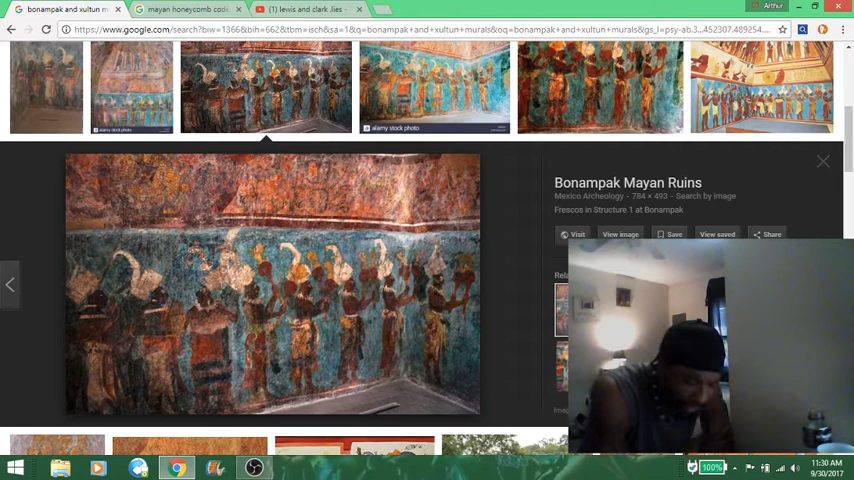 bonampak and xultun m
mayan honeycomb code
(1) lewis and clark .lies -
Arthur
https://www.google.com/search?biw=1366&bih=662&tbm=isch&sa=1&q=bonampak+and+xultun+murals&oq=bonampak+and+xultun+murals&gs_l=psy-ab.3...452307.489254...
alamy stock photo
alamy stock photo
Bonampak Mayan Ruins
Mexico Archeology - 784 × 493 - Search by image
Frescos in Structure 1 at Bonampak
Visit
View image
Save
View saved
Share
Rela
Imag
100%
11:30 AM
9/30/2017